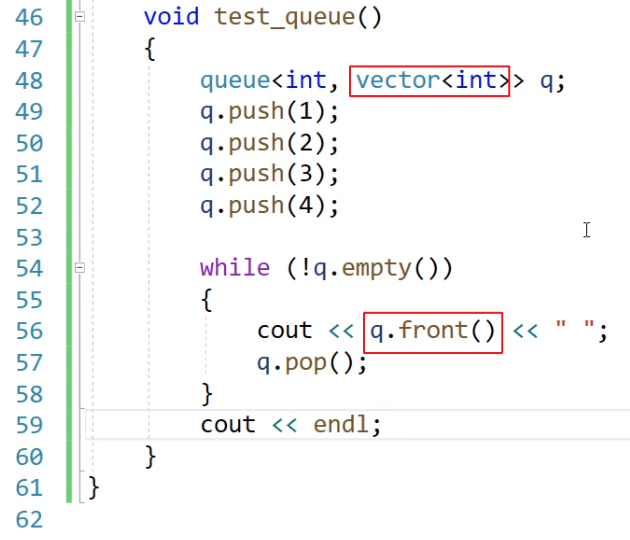 46 void test_queue()
47 {
48 queue<int, vector<int>> q;
49 q.push(1);
50 q.push(2);
51 q.push(3);
52 q.push(4);
53
54 while (!q.empty())
55 {
56 cout << q.front() << " ";
57 q.pop();
58 }
59 cout << endl;
60 }
61 }
62